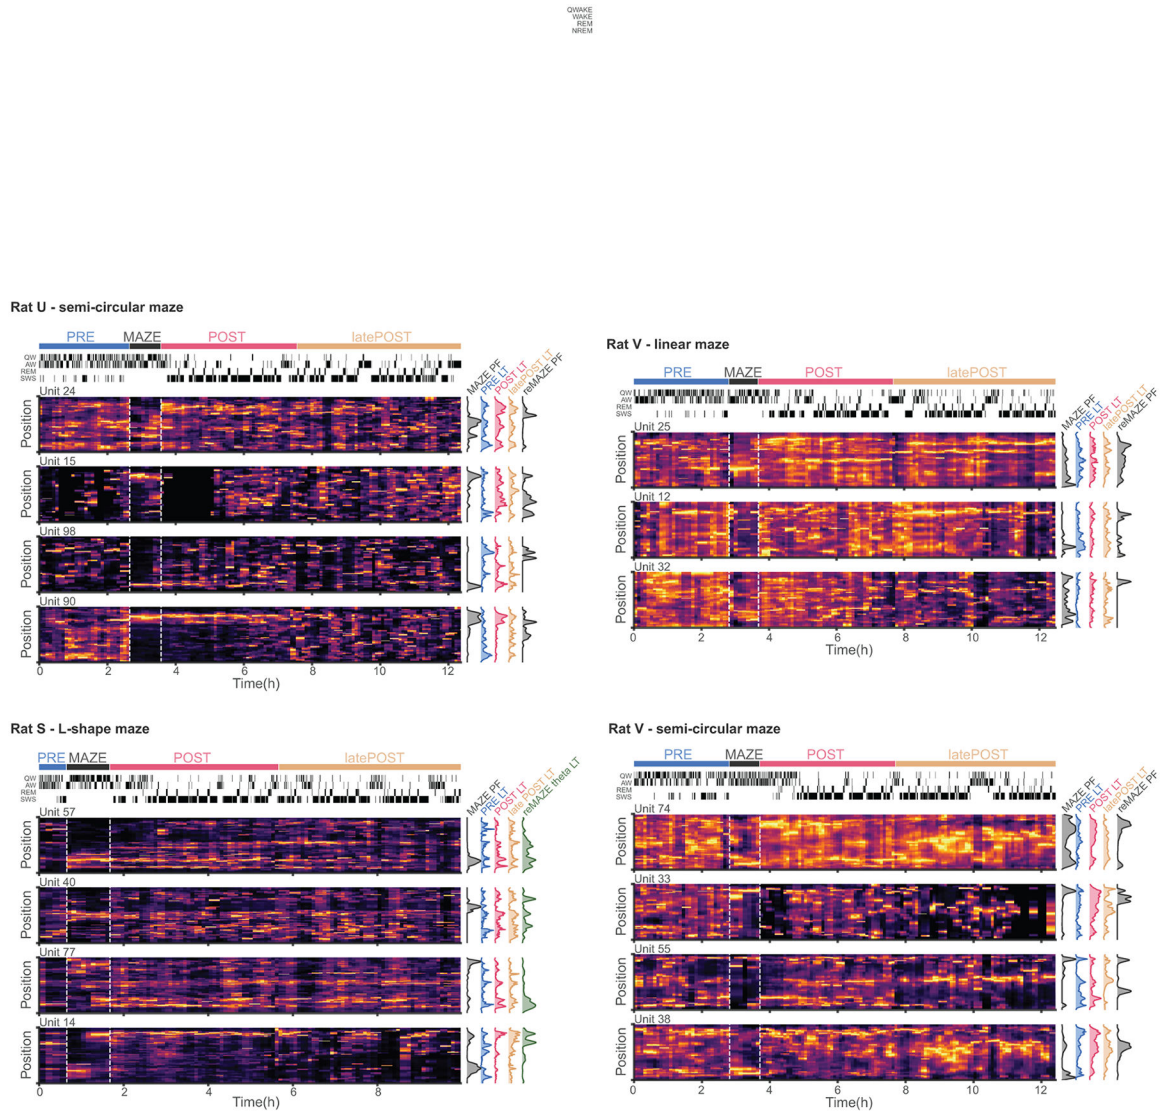 QWAKE
WAKE
REM
NREM
Rat U - semi-circular maze
PRE MAZE POST latePOST
QW
AW
REM
SWS
MAZE PF
PRE LT
POST LT
latePOST LT
reMAZE PF
Unit 24
Position
Unit 15
Position
Unit 98
Position
Unit 90
Position
0 2 4 6 8 10 12
Time(h)
Rat V - linear maze
PRE MAZE POST latePOST
QW
AW
REM
SWS
MAZE PF
PRE LT
POST LT
latePOST LT
reMAZE PF
Unit 25
Position
Unit 12
Position
Unit 32
Position
0 2 4 6 8 10 12
Time(h)
Rat S - L-shape maze
PRE MAZE POST latePOST
QW
AW
REM
SWS
MAZE PF
PRE LT
POST LT
late POST LT
reMAZE theta LT
Unit 57
Position
Unit 40
Position
Unit 77
Position
Unit 14
Position
2 4 6 8
Time(h)
Rat V - semi-circular maze
PRE MAZE POST latePOST
QW
AW
REM
SWS
MAZE PF
PRE LT
POST LT
latePOST LT
reMAZE PF
Unit 74
Position
Unit 33
Position
Unit 55
Position
Unit 38
Position
0 2 4 6 8 10 12
Time(h)